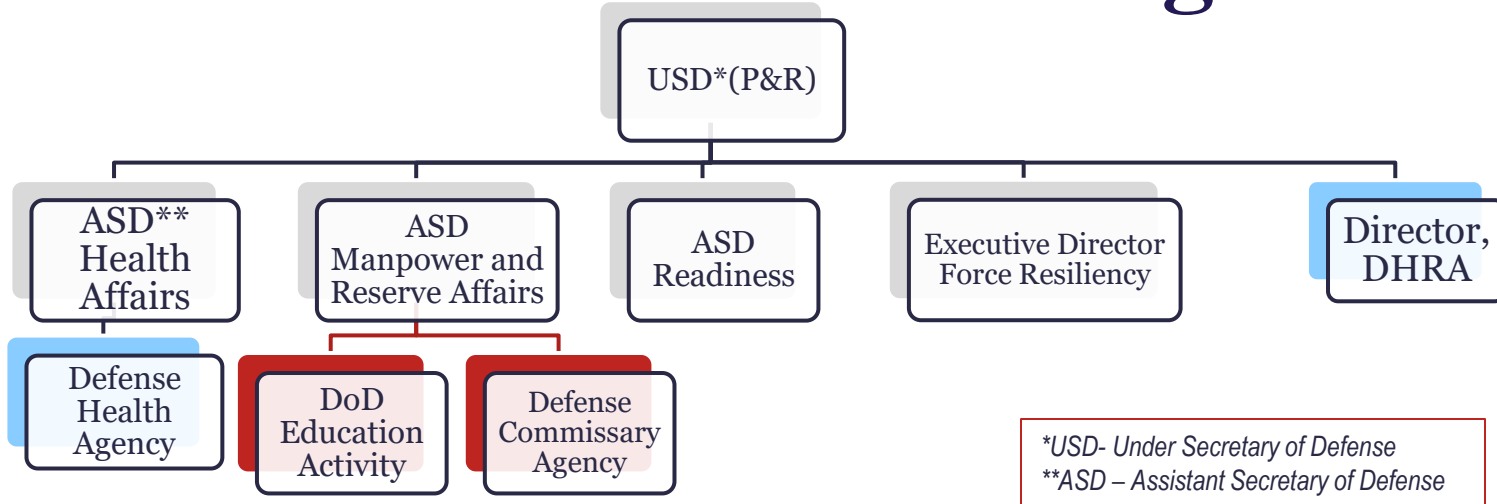 USD*(P&R)
ASD**
Health
Affairs
ASD
Manpower and
Reserve Affairs
ASD
Readiness
Executive Director
Force Resiliency
Director,
DHRA
Defense
Health
Agency
DoD
Education
Activity
Defense
Commissary
Agency
*USD- Under Secretary of Defense
**ASD – Assistant Secretary of Defense